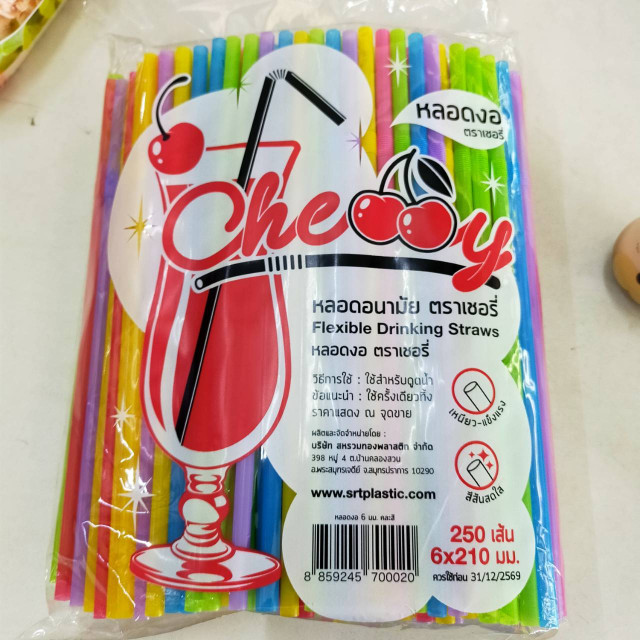 หลอดงอ
ตราเชอรี่
Cherry
หลอดอนามัย ตราเชอรี่
Flexible Drinking Straws
หลอดงอ ตราเชอรี่
วิธีการใช้ : ใช้สำหรับดูดน้ำ
ข้อแนะนำ : ใช้ครั้งเดียวทิ้ง
ราคาแสดง ณ จุดขาย
เหนียว-แข็งแรง
ผลิตและจัดจำหน่ายโดย :
บริษัท สหรวมทองพลาสติก จำกัด
398 หมู่ 4 ต.บ้านคลองสวน
อ.พระสมุทรเจดีย์ จ.สมุทรปราการ 10290
สีสันสดใส
www.srtplastic.com
หลอดงอ 6 มม. คละสี
8 859245 700020
250 เส้น
6x210 มม.
ควรใช้ก่อน 31/12/2569